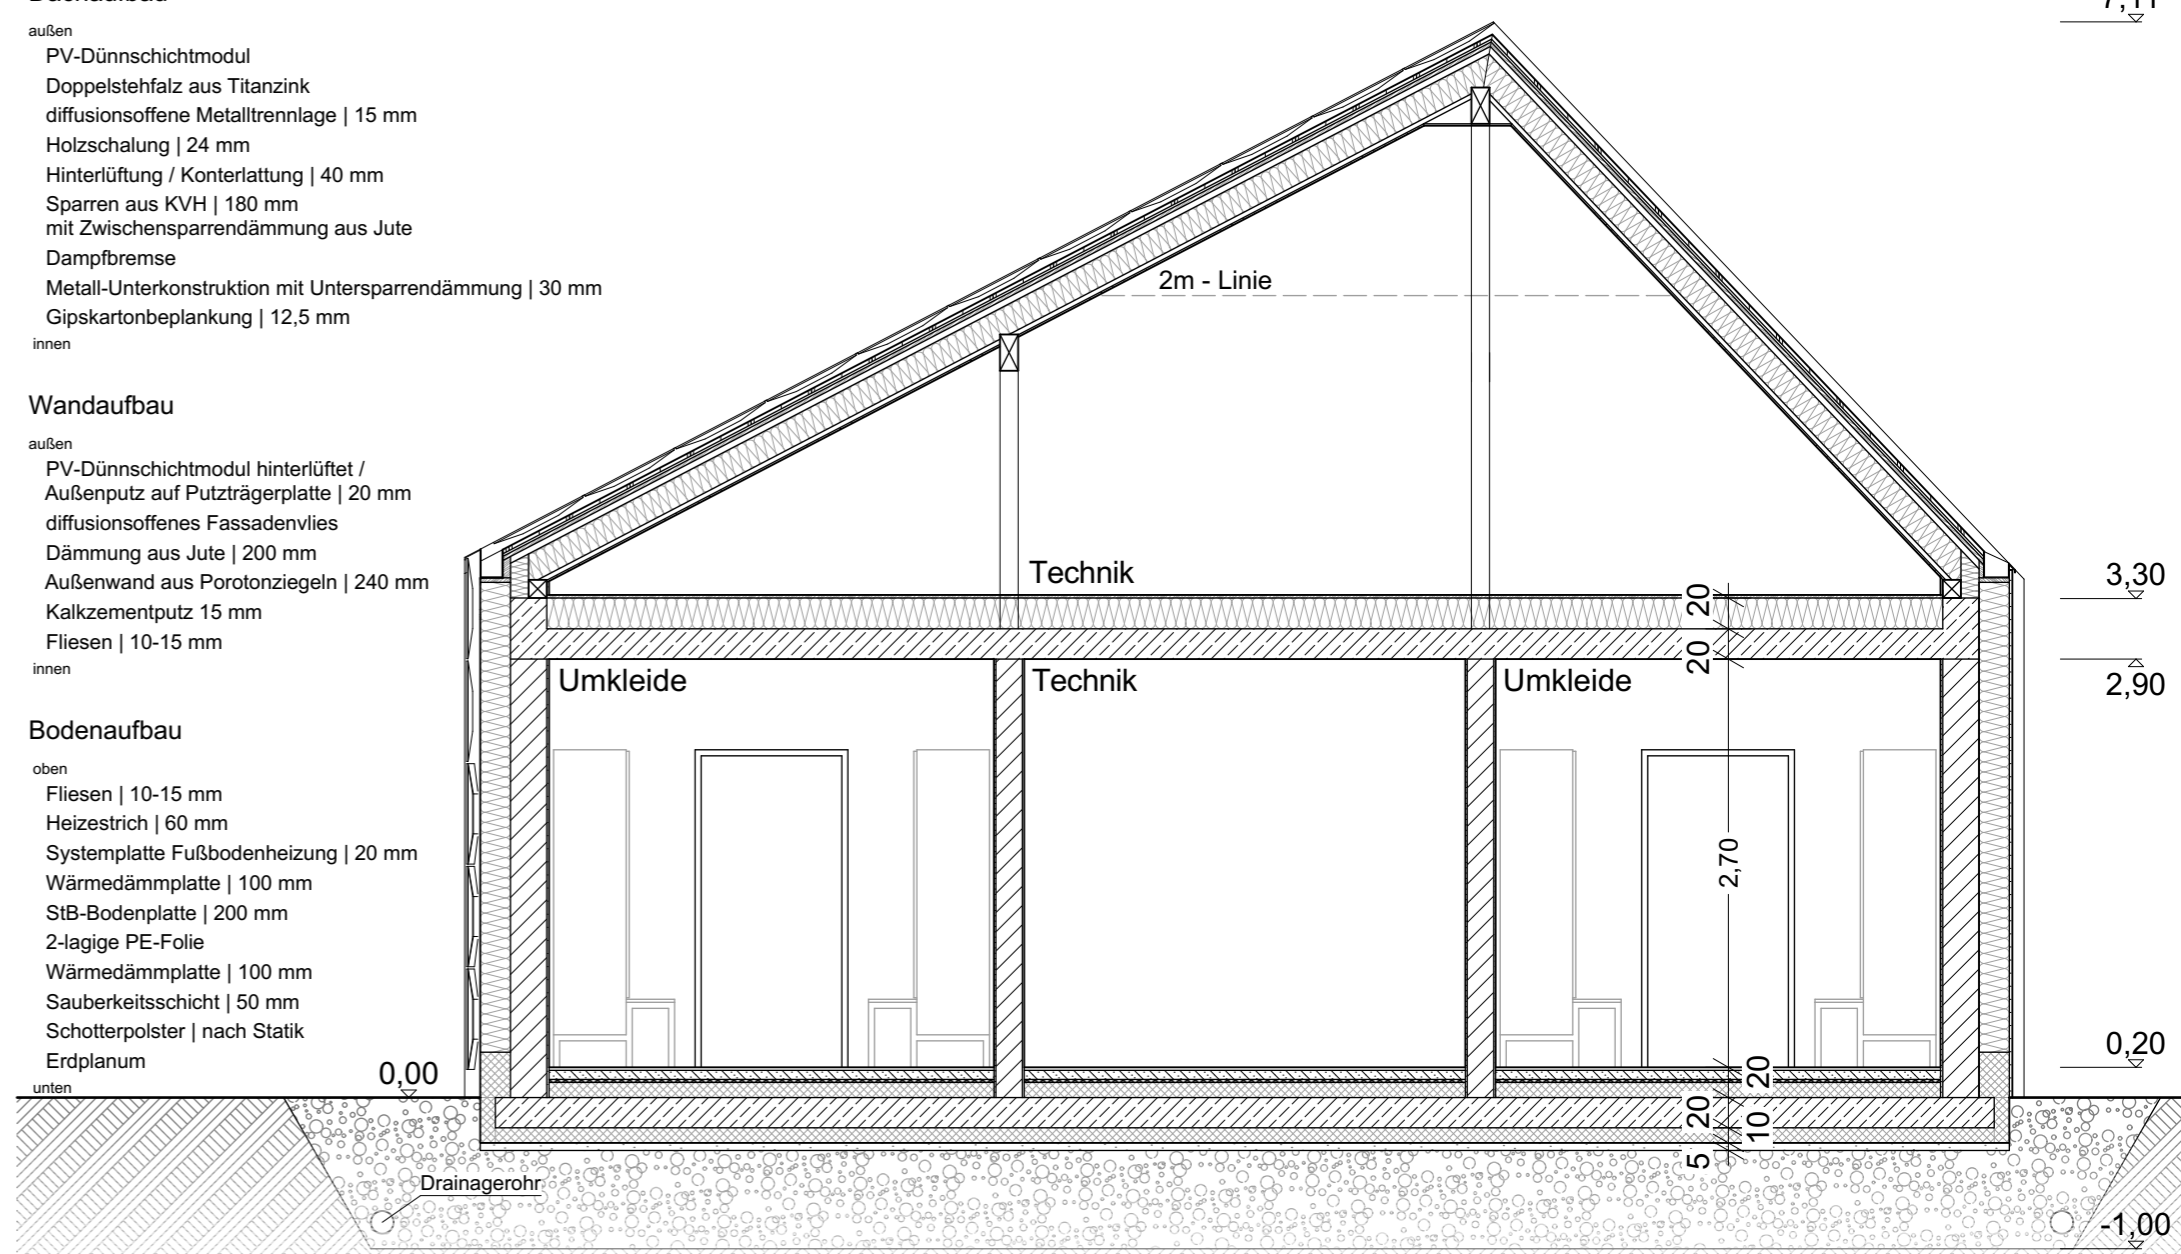 Dachaufbau
außen
PV-Dünnschichtmodul
Doppelstehfalz aus Titanzink
diffusionsoffene Metalltrennlage | 15 mm
Holzschalung | 24 mm
Hinterlüftung / Konterlattung | 40 mm
Sparren aus KVH | 180 mm
mit Zwischensparrendämmung aus Jute
Dampfbremse
Metall-Unterkonstruktion mit Untersparrendämmung | 30 mm
Gipskartonbeplankung | 12,5 mm
innen
Wandaufbau
außen
PV-Dünnschichtmodul hinterlüftet /
Außenputz auf Putzträgerplatte | 20 mm
diffusionsoffenes Fassadenvlies
Dämmung aus Jute | 200 mm
Außenwand aus Porotonziegeln | 240 mm
Kalkzementputz 15 mm
Fliesen | 10-15 mm
innen
Bodenaufbau
oben
Fliesen | 10-15 mm
Heizestrich | 60 mm
Systemplatte Fußbodenheizung | 20 mm
Wärmedämmplatte | 100 mm
StB-Bodenplatte | 200 mm
2-lagige PE-Folie
Wärmedämmplatte | 100 mm
Sauberkeitsschicht | 50 mm
Schotterpolster | nach Statik
Erdplanum
unten
0,00
Drainagerohr
2m - Linie
Technik
Umkleide
Technik
Umkleide
20
20
2,70
20
20
10
5
7,11
3,30
2,90
0,20
-1,00